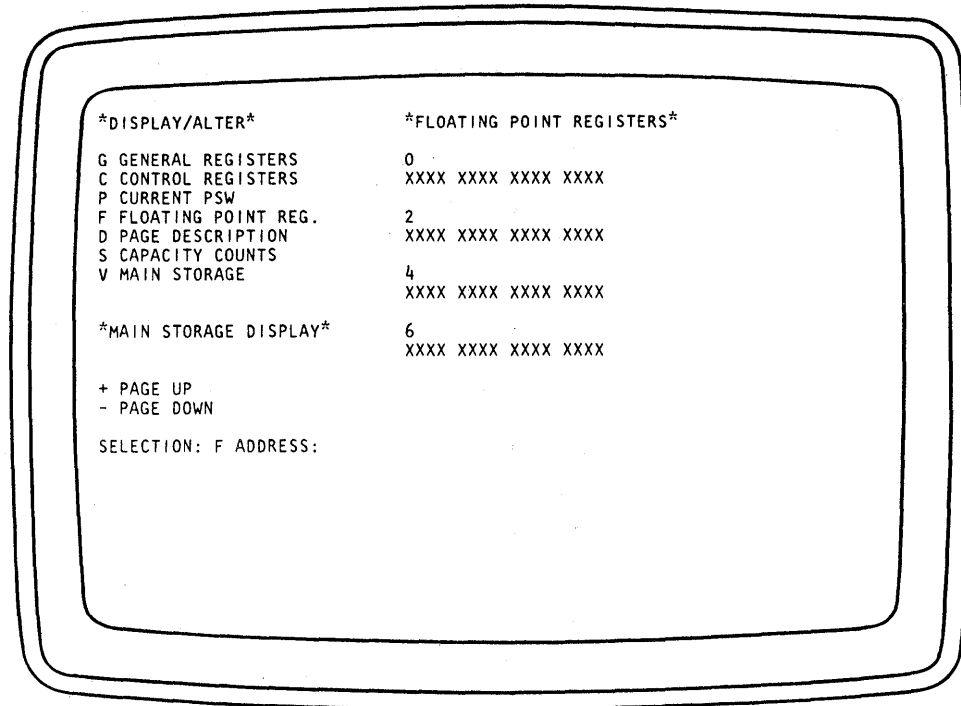 *DISPLAY/ALTER* *FLOATING POINT REGISTERS*
G GENERAL REGISTERS 0
C CONTROL REGISTERS XXXX XXXX XXXX XXXX
P CURRENT PSW
F FLOATING POINT REG. 2
D PAGE DESCRIPTION XXXX XXXX XXXX XXXX
S CAPACITY COUNTS
V MAIN STORAGE 4
XXXX XXXX XXXX XXXX
*MAIN STORAGE DISPLAY* 6
XXXX XXXX XXXX XXXX
+ PAGE UP
- PAGE DOWN
SELECTION: F ADDRESS: